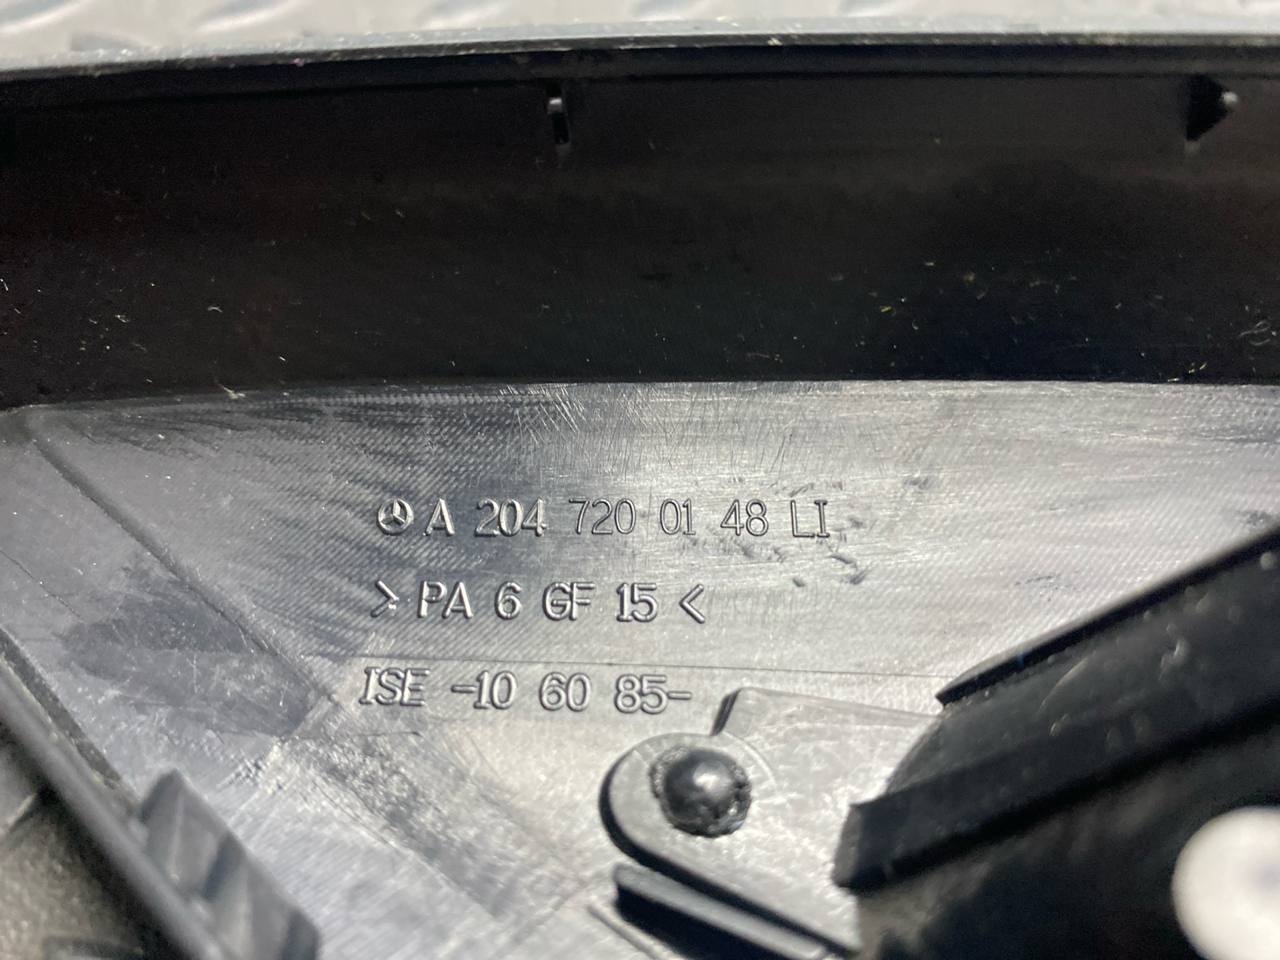 A 204 720 01 48 LI
> PA 6 GF 15 <
ISE -10 60 85-